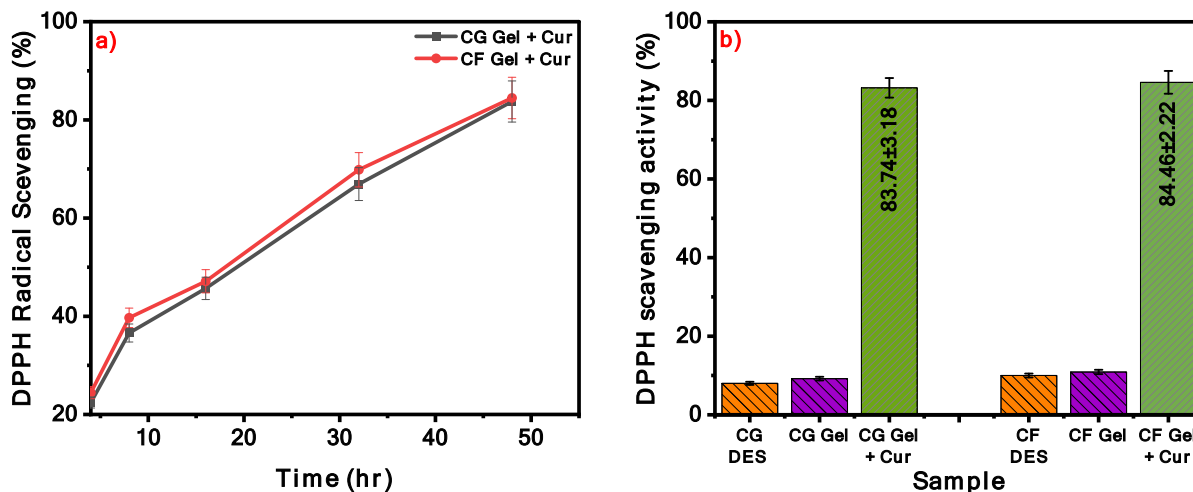 a)
DPPH Radical Scevenging (%)
100
80
60
40
20
CG Gel + Cur
CF Gel + Cur
10
20
30
40
50
Time (hr)
b)
DPPH scavenging activity (%)
100
80
60
40
20
0
83.74±3.18
84.46±2.22
CG
DES
CG Gel
CG Gel
+ Cur
CF
DES
CF Gel
CF Gel
+ Cur
Sample